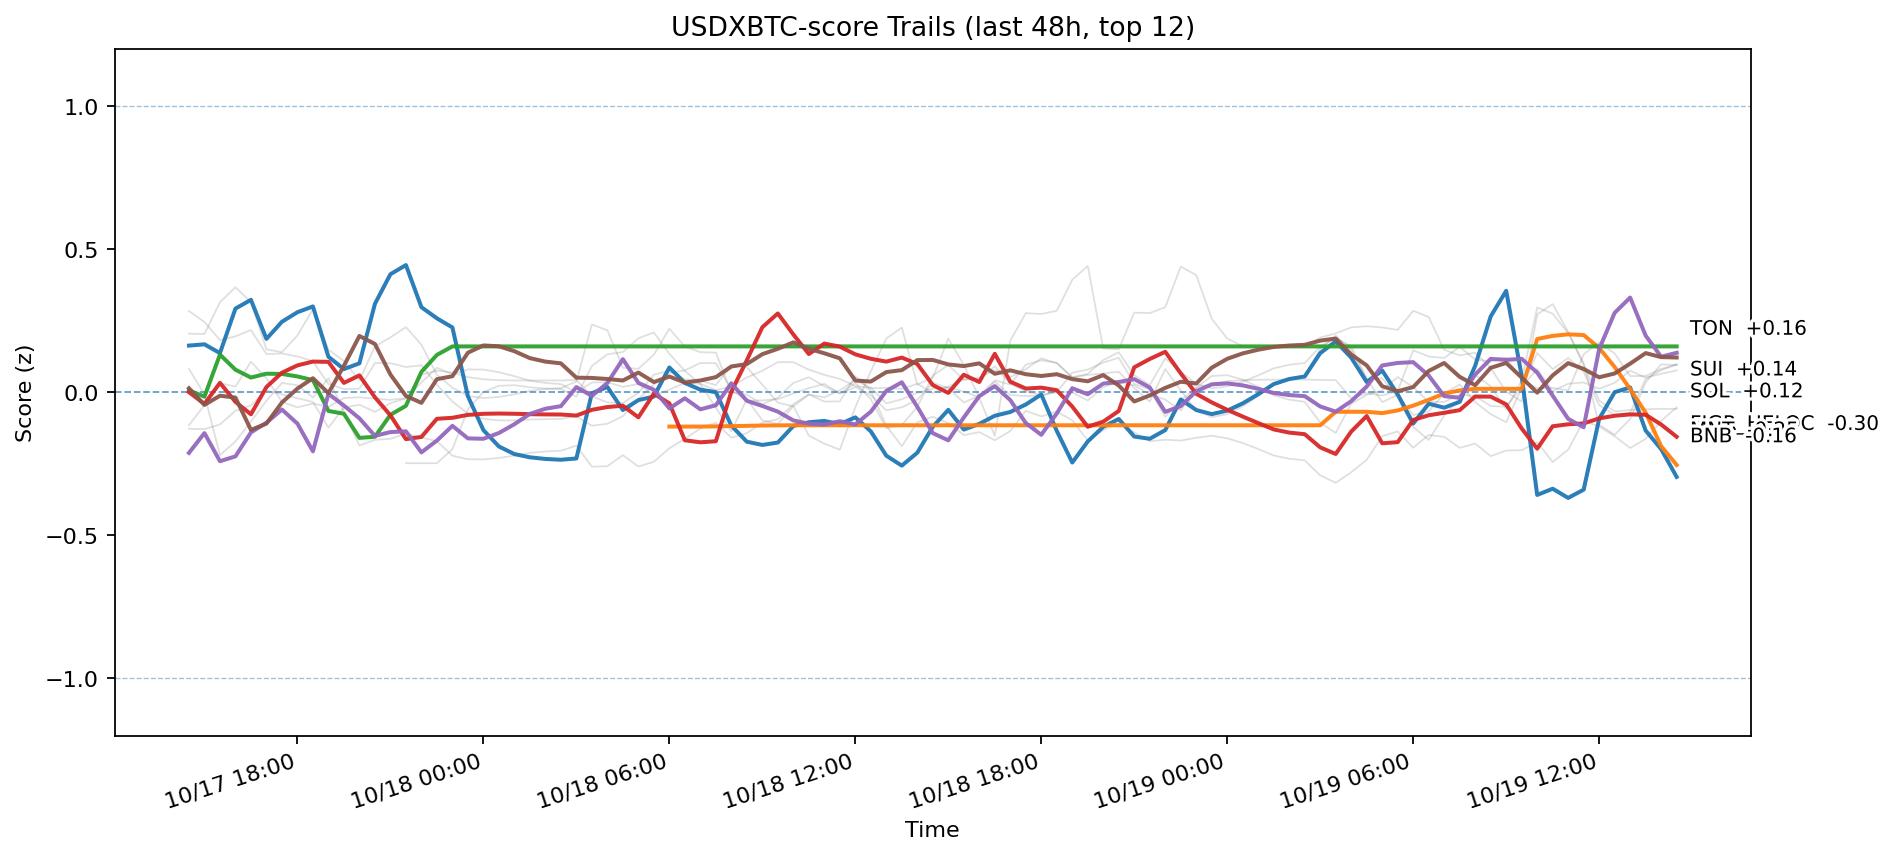 USDXBTC-score Trails (last 48h, top 12)
Score (z)
1.0
0.5
0.0
−0.5
−1.0
TON +0.16
SUI +0.14
SOL +0.12
-0.30
BNB -0.16
10/17 18:00
10/18 00:00
10/18 06:00
10/18 12:00
10/18 18:00
10/19 00:00
10/19 06:00
10/19 12:00
Time